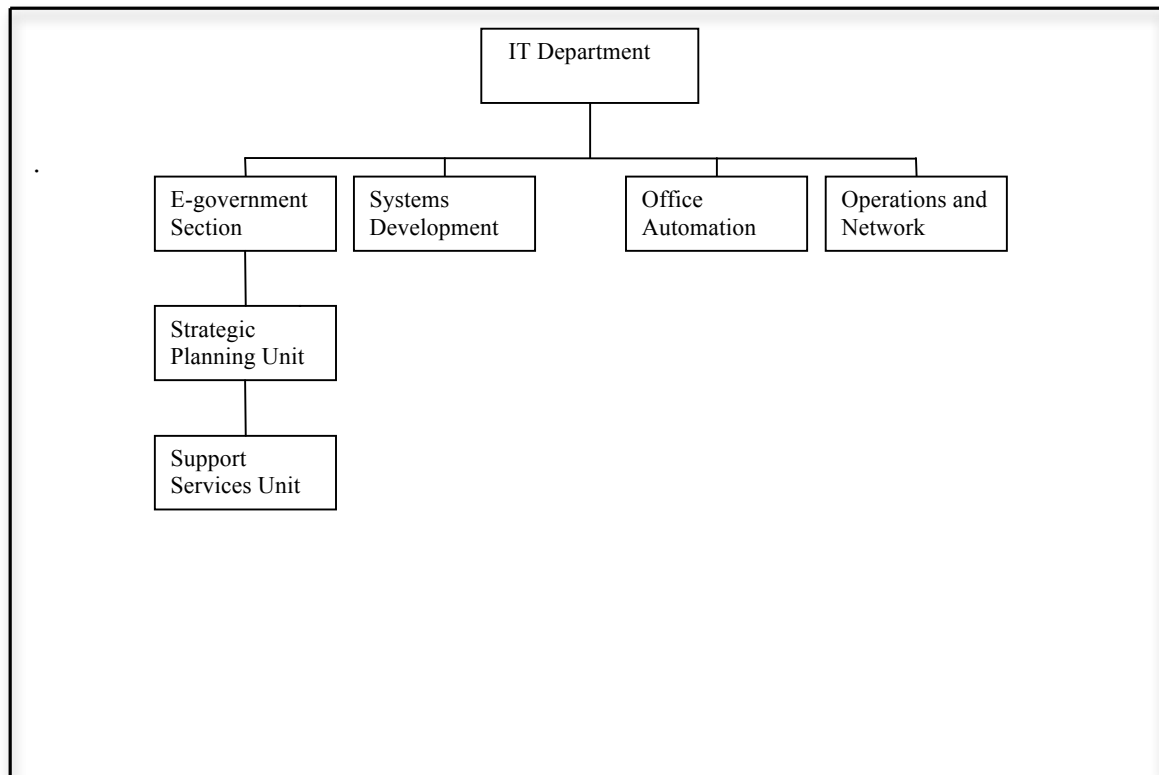 IT Department
E-government
Section
Systems
Development
Office
Automation
Operations and
Network
Strategic
Planning Unit
Support
Services Unit